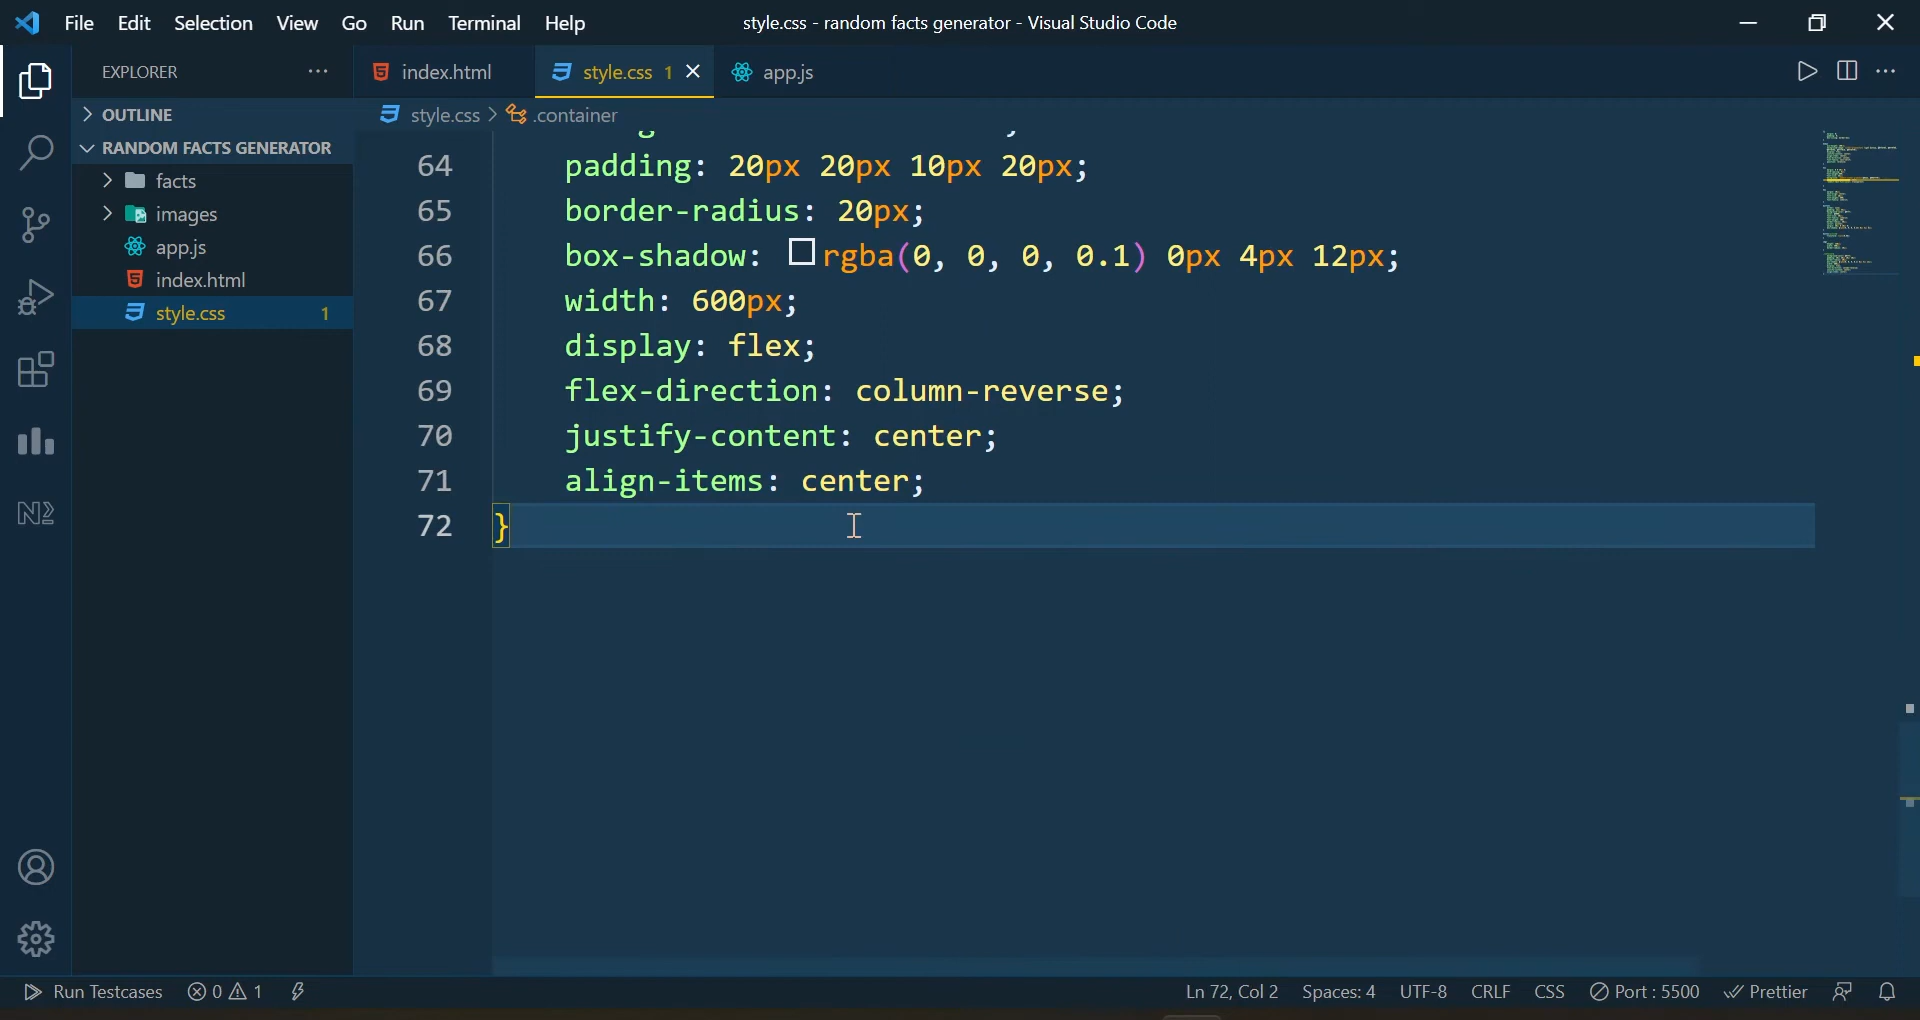 File Edit Selection View Go Run Terminal Help style.css - random facts generator - Visual Studio Code
EXPLORER
index.html
style.css 1
app.js
OUTLINE
style.css > .container
RANDOM FACTS GENERATOR
facts
images
app.js
index.html
style.css 1
64 padding: 20px 20px 10px 20px;
65 border-radius: 20px;
66 box-shadow: rgba(0, 0, 0, 0.1) 0px 4px 12px;
67 width: 600px;
68 display: flex;
69 flex-direction: column-reverse;
70 justify-content: center;
71 align-items: center;
72 }
Run Testcases 0 1 Ln 72, Col 2 Spaces: 4 UTF-8 CRLF CSS Port : 5500 Prettier